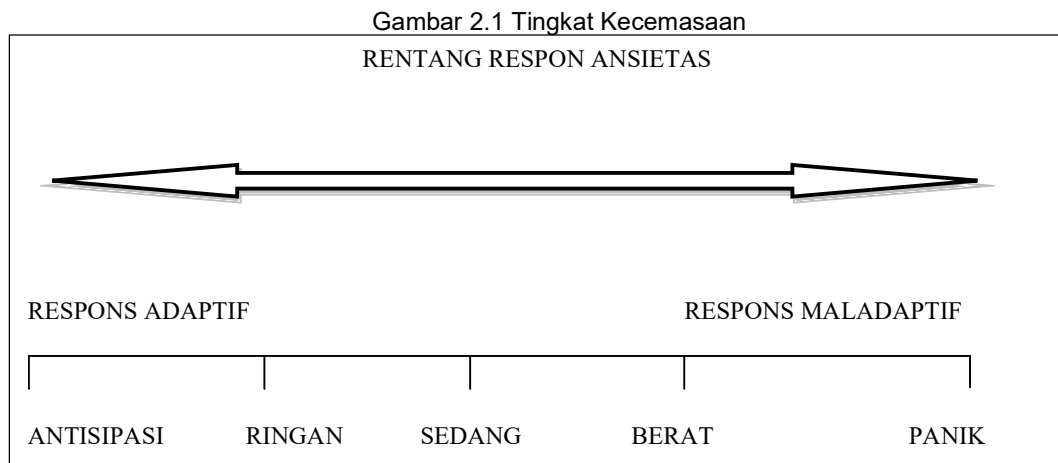 Gambar 2.1 Tingkat Kecemasaan
RENTANG RESPON ANSIETAS
RESPONS ADAPTIF RESPONS MALADAPTIF
ANTISIPASI RINGAN SEDANG BERAT PANIK